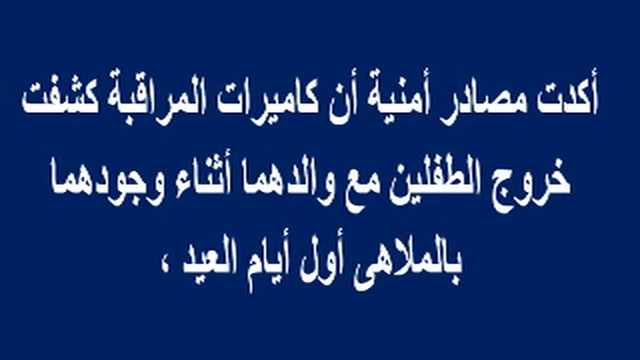 أكدت مصادر أمنية أن كاميرات المراقبة كشفت
خروج الطفلين مع والدهما أثناء وجودهما
بالملاهى أول أيام العيد ،